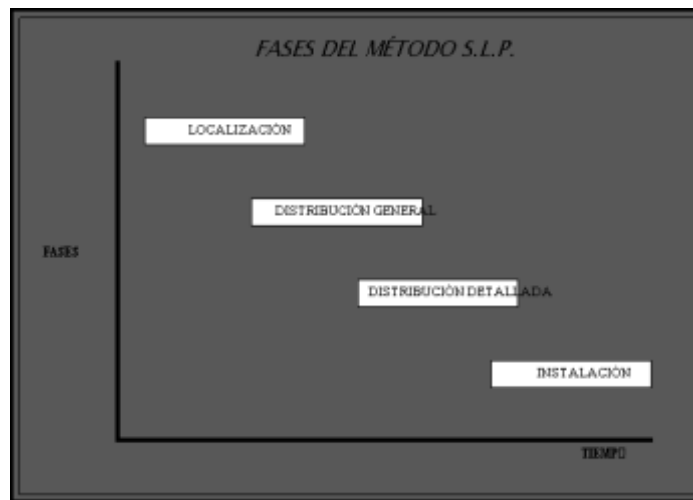 FASES DEL MÉTODO S.L.P.
LOCALIZACIÓN
DISTRIBUCIÓN GENERAL
FASES
DISTRIBUCIÓN DETALLADA
INSTALACIÓN
TIEMPO